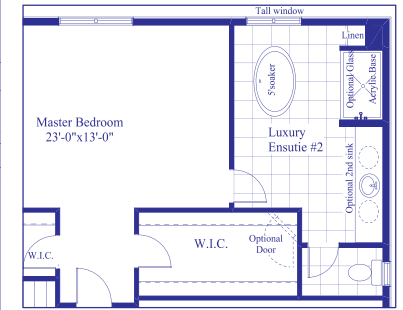 Tall window
Linen
Optional Glass
Acrylic Base
5'soaker
Master Bedroom
23'-0"x13'-0"
Luxury
Ensutie #2
Optional 2nd sink
W.I.C.
Optional
Door
W.I.C.